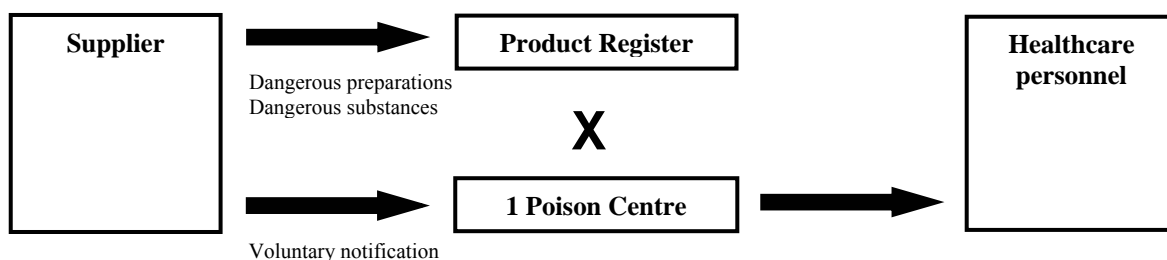 Supplier
Dangerous preparations
Dangerous substances
Voluntary notification
Product Register
X
1 Poison Centre
Healthcare
personnel